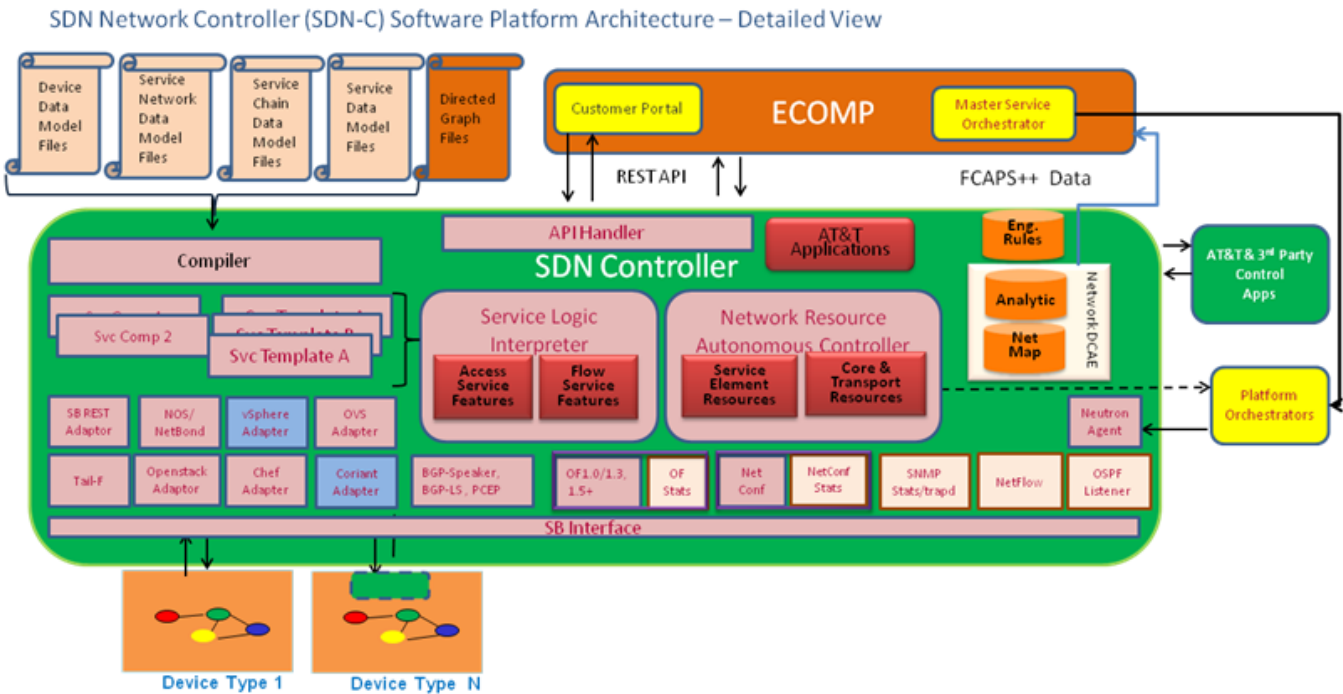 SDN Network Controller (SDN-C) Software Platform Architecture – Detailed View
Device
Data
Model
Files
Service
Network
Data
Model
Files
Service
Chain
Data
Model
Files
Service
Data
Model
Files
Directed
Graph
Files
Customer Portal
ECOMP
Master Service
Orchestrator
REST API
FCAPS++ Data
API Handler
AT&T
Applications
Eng.
Rules
Compiler
SDN Controller
AT&T & 3rd Party
Control
Apps
Analytic
Net
Map
Network DCAE
Svc Comp 2
Svc Template A
Service Logic
Interpreter
Access
Service
Features
Flow
Service
Features
Network Resource
Autonomous Controller
Service
Element
Resources
Core &
Transport
Resources
Platform
Orchestrators
SB REST
Adaptor
NOS/
NetBond
vSphere
Adapter
OVS
Adapter
Neutron
Agent
Tail-F
Openstack
Adaptor
Chef
Adapter
Coriant
Adapter
BGP-Speaker,
BGP-LS, PCEP
OF1.0/1.3,
1.5+
OF
Stats
Net
Conf
NetConf
Stats
SNMP
Stats/trapd
NetFlow
OSPF
Listener
SB Interface
Device Type 1
Device Type N